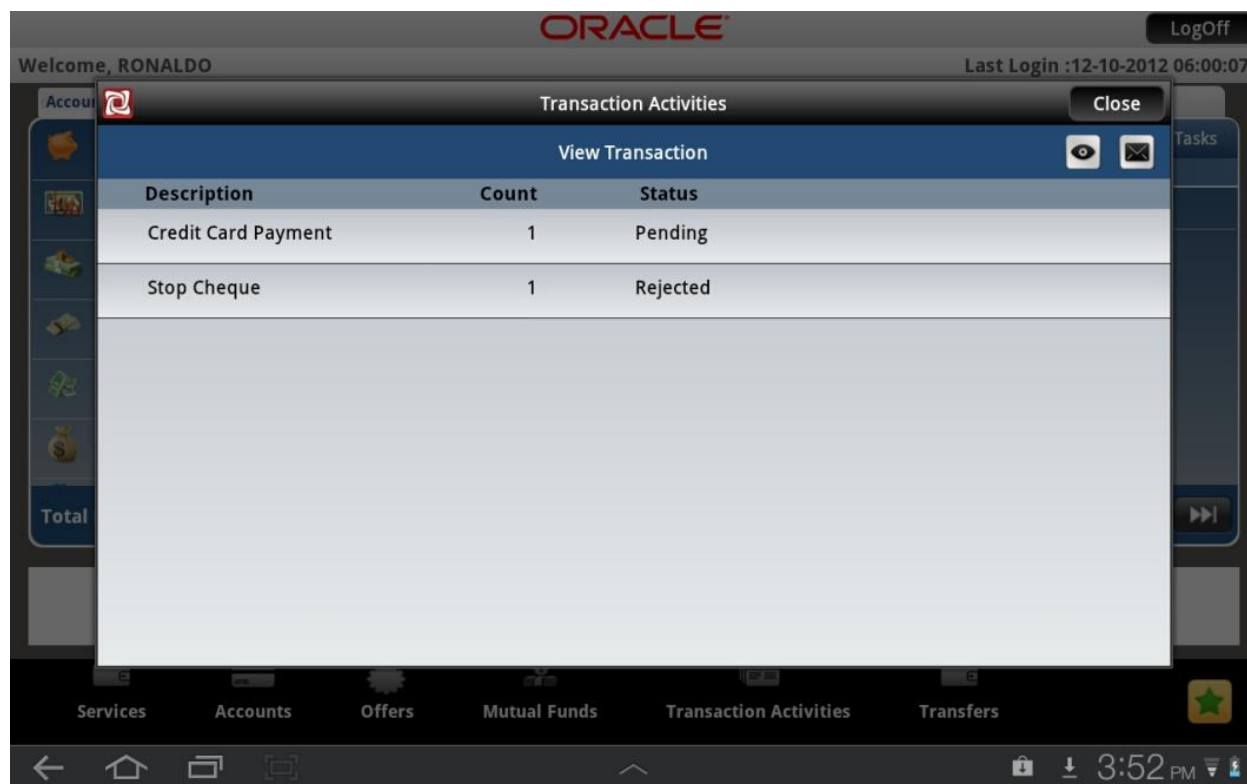 ORACLE
LogOff
Welcome, RONALDO
Last Login :12-10-2012 06:00:07
Transaction Activities
Close
View Transaction
Tasks
Description Count Status
Credit Card Payment 1 Pending
Stop Cheque 1 Rejected
Total
Services Accounts Offers Mutual Funds Transaction Activities Transfers
3:52 PM